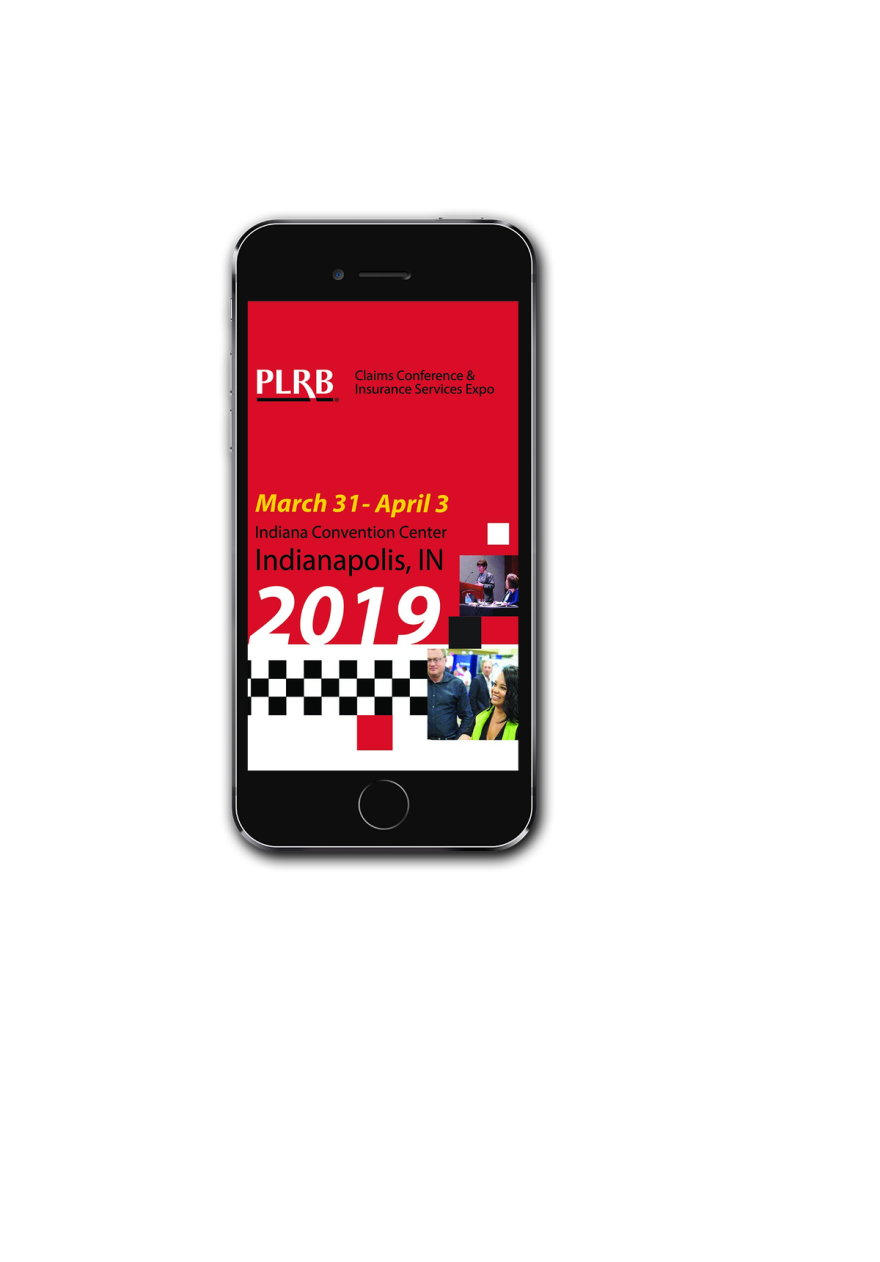 PLRB®
Claims Conference &
Insurance Services Expo
March 31- April 3
Indiana Convention Center
Indianapolis, IN
2019